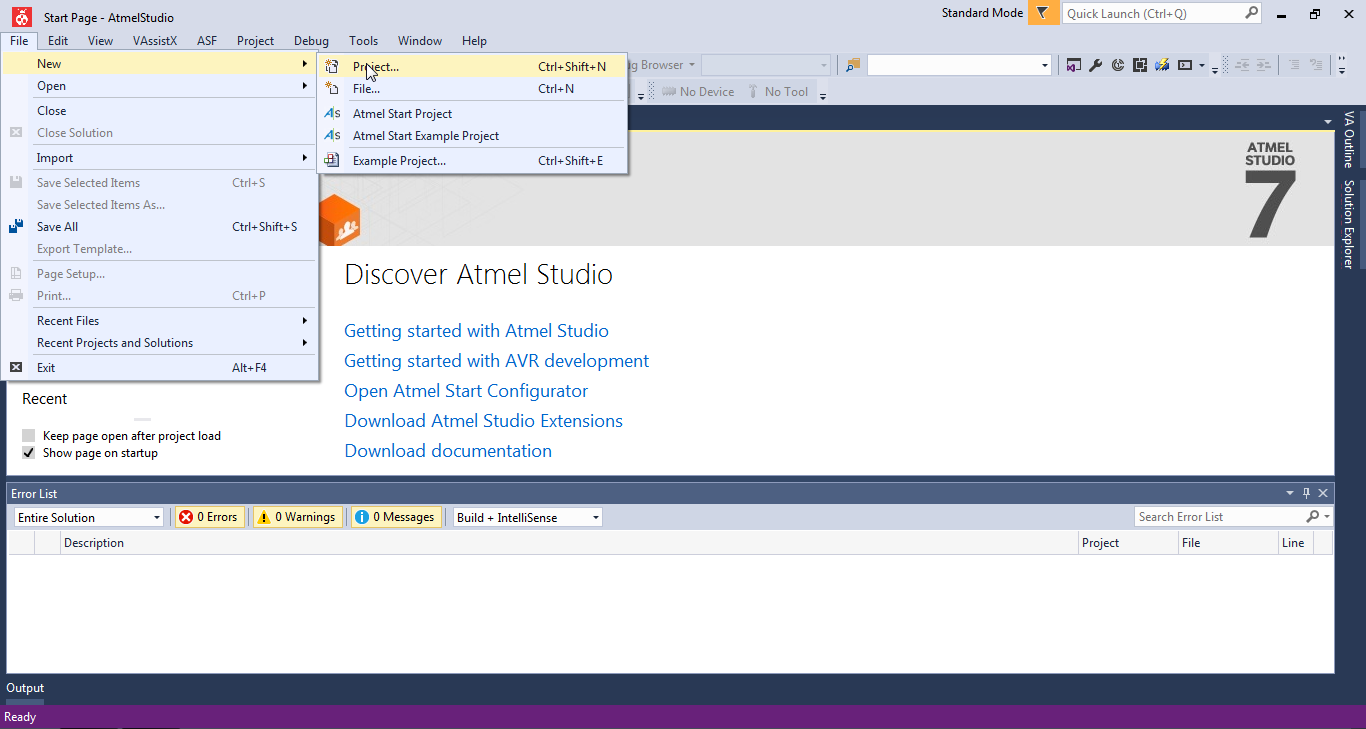 Start Page - AtmelStudio
Standard Mode
Quick Launch (Ctrl+Q)
File Edit View VAssistX ASF Project Debug Tools Window Help
New
Open
Close
Close Solution
Import
Save Selected Items Ctrl+S
Save Selected Items As...
Save All Ctrl+Shift+S
Export Template...
Page Setup...
Print... Ctrl+P
Recent Files
Recent Projects and Solutions
Exit Alt+F4
Project... Ctrl+Shift+N
File... Ctrl+N
Atmel Start Project
Atmel Start Example Project
Example Project... Ctrl+Shift+E
Browser
No Device No Tool
VA Outline
Solution Explorer
ATMEL
STUDIO
7
Discover Atmel Studio
Getting started with Atmel Studio
Getting started with AVR development
Open Atmel Start Configurator
Download Atmel Studio Extensions
Download documentation
Recent
Keep page open after project load
Show page on startup
Error List
Entire Solution 0 Errors 0 Warnings 0 Messages Build + IntelliSense Search Error List
Description Project File Line
Output
Ready